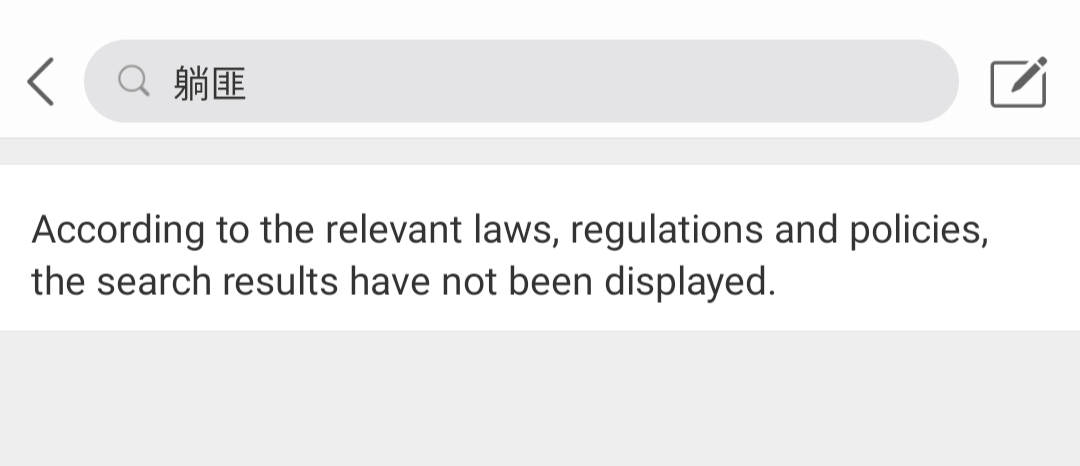 躺匪
According to the relevant laws, regulations and policies,
the search results have not been displayed.